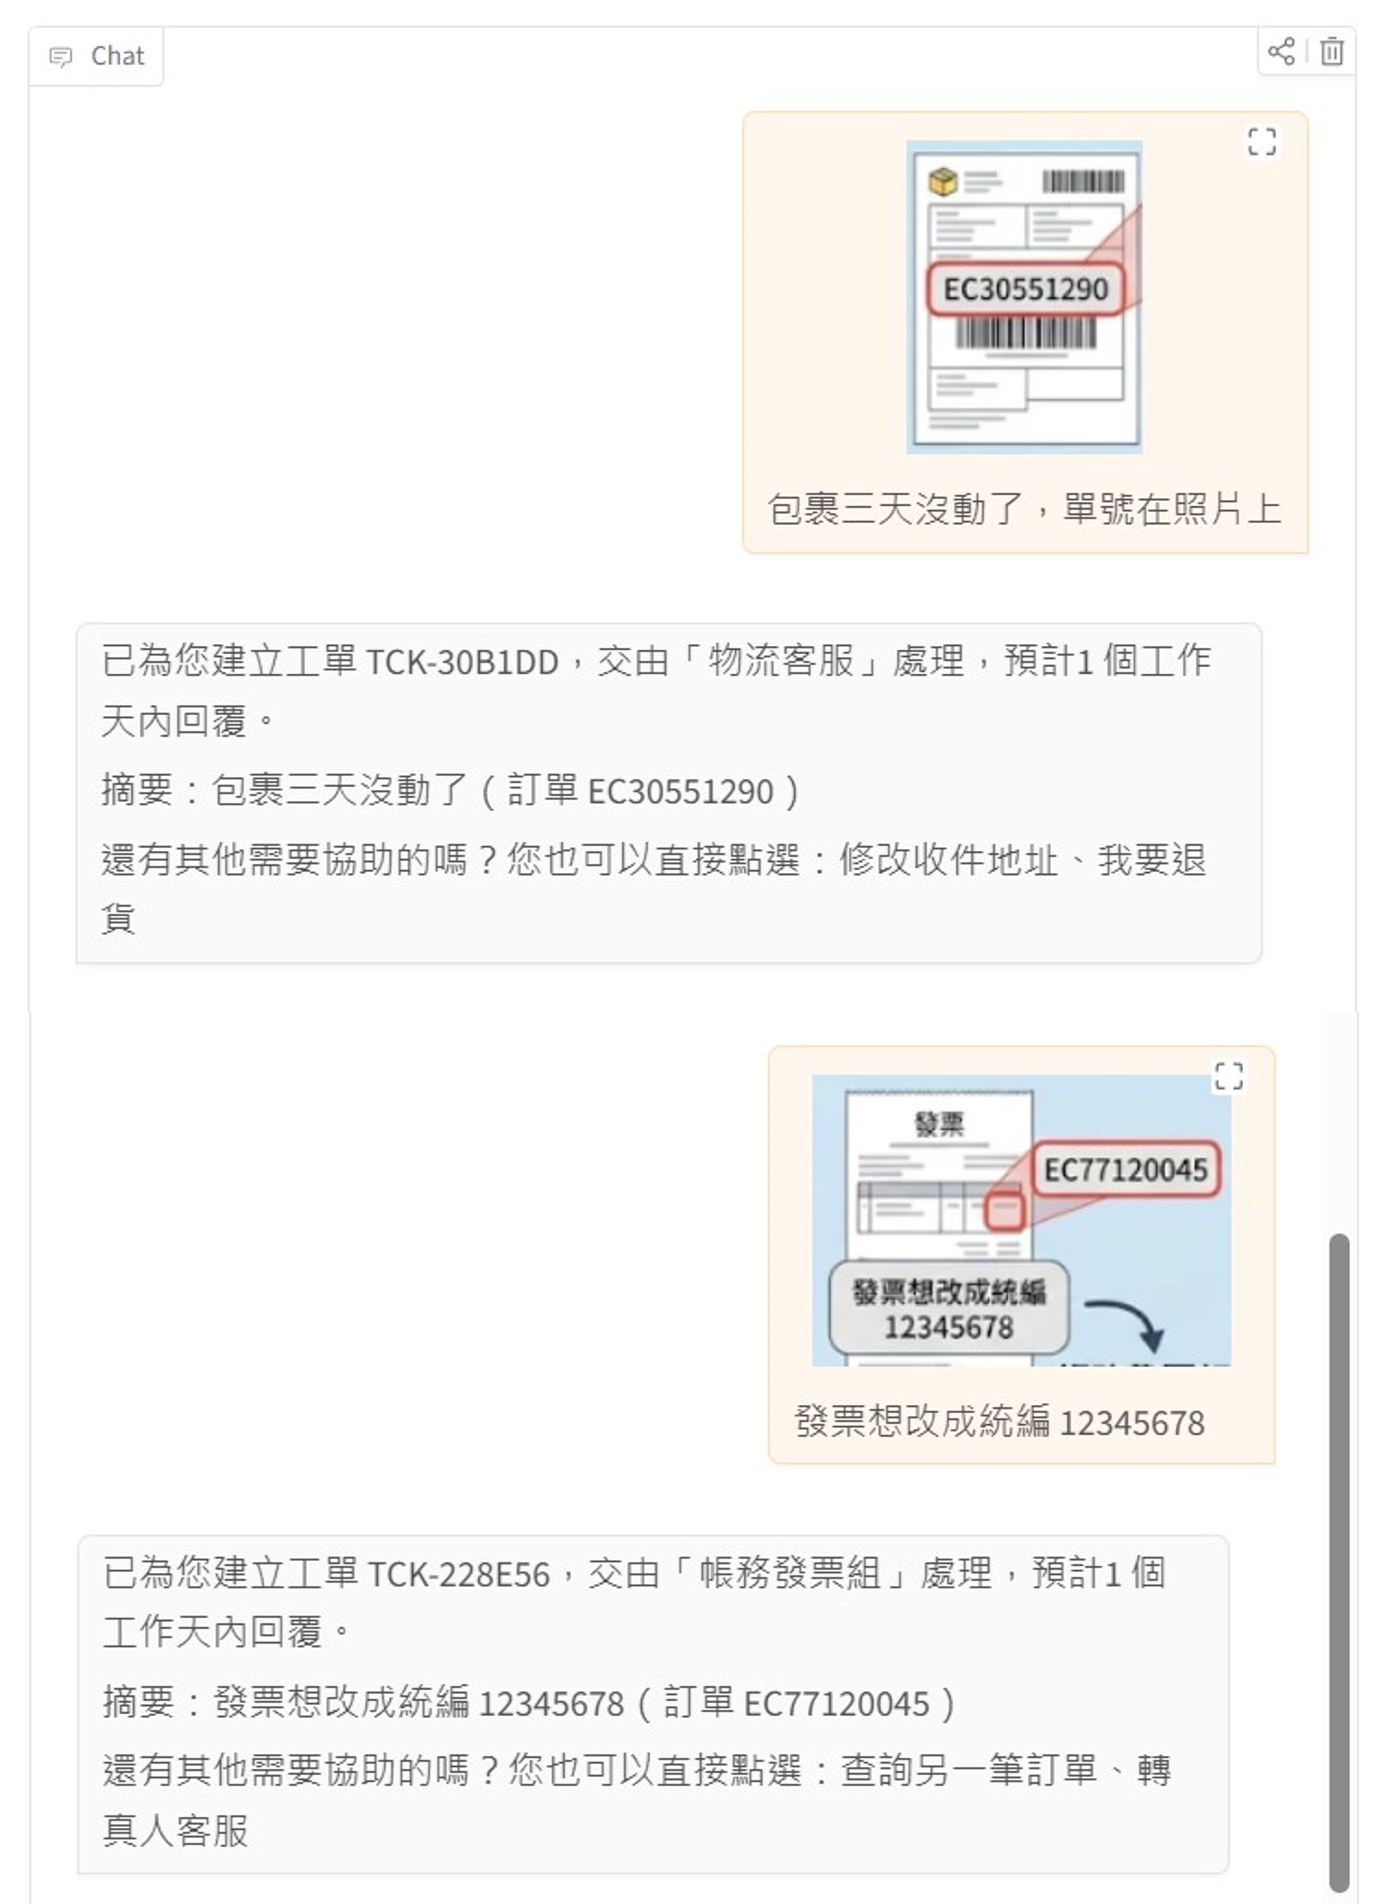 Chat
EC30551290
包裹三天沒動了，單號在照片上
已為您建立工單 TCK-30B1DD，交由「物流客服」處理，預計1 個工作
天內回覆。
摘要：包裹三天沒動了（訂單 EC30551290）
還有其他需要協助的嗎？您也可以直接點選：修改收件地址、我要退
貨
發票
EC77120045
發票想改成統編
12345678
發票想改成統編 12345678
已為您建立工單 TCK-228E56，交由「帳務發票組」處理，預計1 個
工作天內回覆。
摘要：發票想改成統編 12345678（訂單 EC77120045）
還有其他需要協助的嗎？您也可以直接點選：查詢另一筆訂單、轉
真人客服